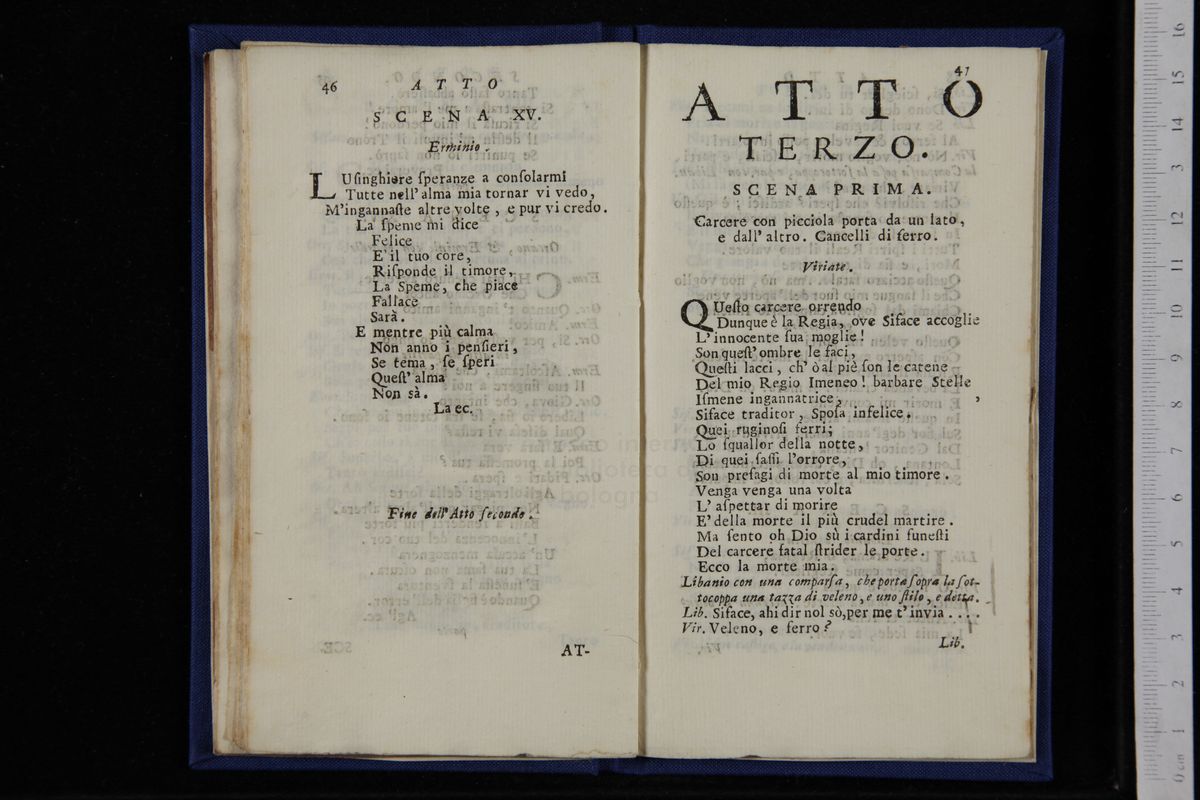 46 ATTO
SCENA XV.
Erminio.
LUſinghiere ſperanze a conſolarmi
Tutte nell' alma mia tornar vi vedo,
M'ingannaſte altre volte, e pur vi credo.
La ſpeme mi dice
Felice
E' il tuo core,
Riſponde il timore,
La Speme, che piace
Fallace
Sarà.
E mentre più calma
Non anno i penſieri,
Se téma, ſe ſperi
Queſt' alma
Non sà.
La ec.
Fine dell' Atto ſecondo.
AT-
47
ATTO
TERZO.
SCENA PRIMA.
Carcere con picciola porta da un lato,
e dall' altro. Cancelli di ferro.
Viriate.
QUeſto carcere orrendo
Dunque è la Regia, ove Siface accoglie
L' innocente ſua moglie!
Son queſt' ombre le faci,
Queſti lacci, ch' ò al piè ſon le catene
Del mio Regio Imeneo! barbare Stelle
Iſmene ingannatrice,
Siface traditor, Spoſa infelice.
Quei ruginoſi ferri;
Lo ſquallor della notte,
Di quei ſaſſi l'orrore,
Son preſagi di morte al mio timore.
Venga venga una volta
L' aſpettar di morire
E' della morte il più crudel martire.
Ma ſento oh Dio sù i cardini funeſti
Del carcere fatal ſtrider le porte.
Ecco la morte mia.
Libanio con una comparſa, che porta ſopra la ſot-
tocoppa una tazza di veleno, e uno ſtilo, e detta.
Lib. Siface, ahi dir nol sò, per me t' invia . . . .
Vir. Veleno, e ferro?
Lib.